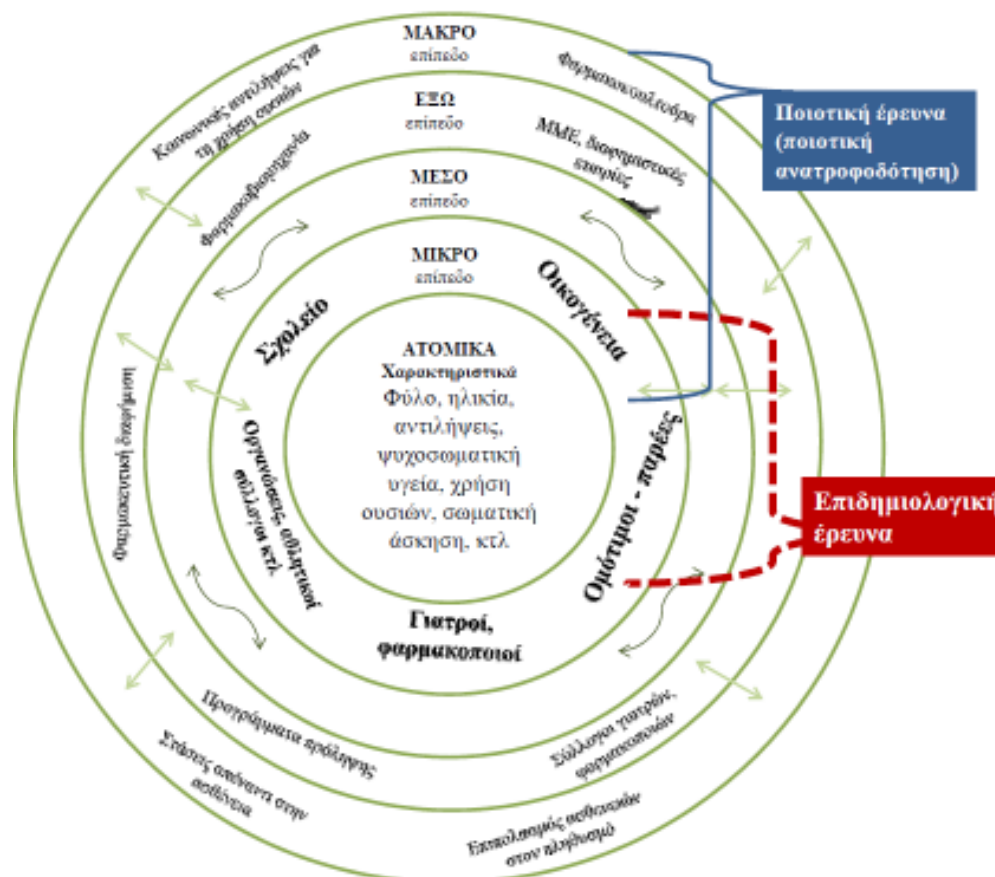 ΜΑΚΡΟ
επίπεδο
Κοινωνικές αντιλήψεις για
τη χρήση ουσιών
Φαρμακοκουλτούρα
ΕΞΩ
επίπεδο
Φαρμακοβιομηχανία
ΜΜΕ, διαφημιστικές
εταιρίες
ΜΕΣΟ
επίπεδο
ΜΙΚΡΟ
επίπεδο
Σχολείο
Οικογένεια
Ποιοτική έρευνα
(ποιοτική
ανατροφοδότηση)
ΑΤΟΜΙΚΑ
Χαρακτηριστικά
Φύλο, ηλικία,
αντιλήψεις,
ψυχοσωματική
υγεία, χρήση
ουσιών, σωματική
άσκηση, κτλ
Φαρμακευτική διαφήμιση
Οργανώσεις, αθλητικοί
σύλλογοι κτλ
Ομότιμοι - παρέες
Επιδημιολογική
έρευνα
Γιατροί,
φαρμακοποιοί
Προγράμματα πρόληψης
Σύλλογοι γιατρών,
φαρμακοποιών
Στάσεις απέναντι στην
ασθένεια
Επιπολασμός ασθενειών
στον πληθυσμό